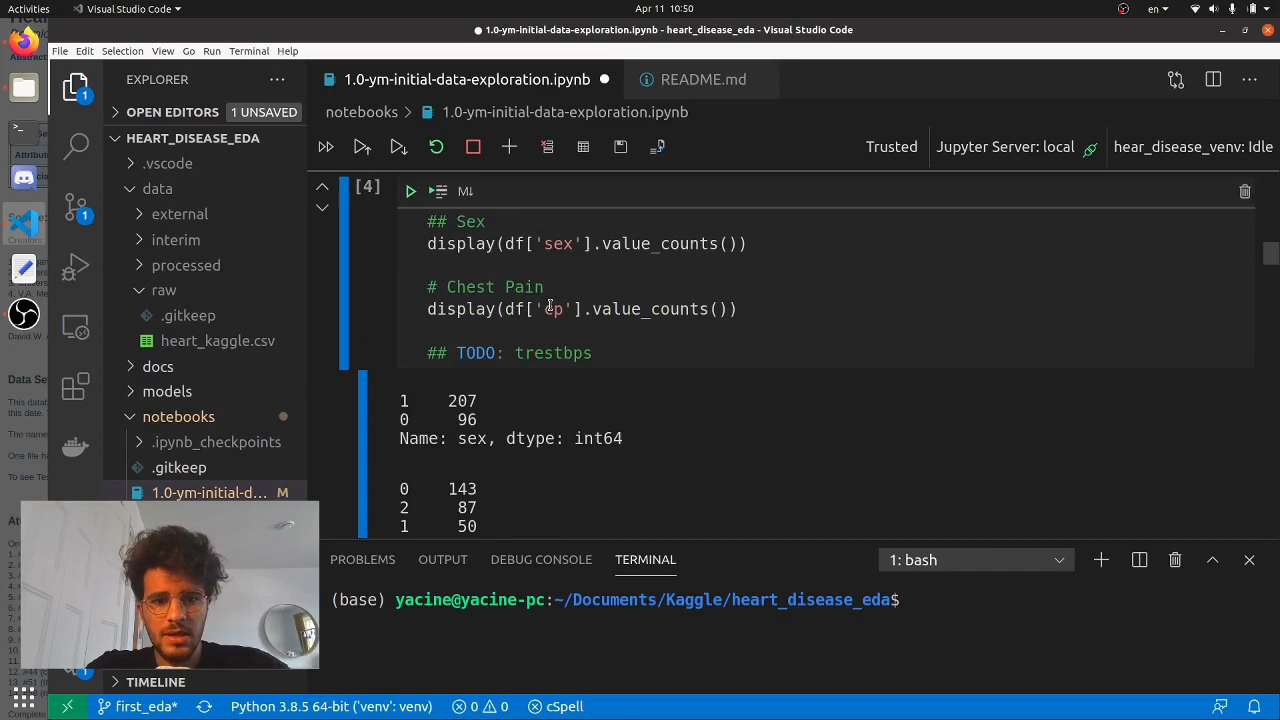 Activities
Visual Studio Code
Apr 11 10:50
en
1.0-ym-initial-data-exploration.ipynb - heart_disease_eda - Visual Studio Code
File Edit Selection View Go Run Terminal Help
EXPLORER
1.0-ym-initial-data-exploration.ipynb
README.md
OPEN EDITORS 1 UNSAVED
notebooks > 1.0-ym-initial-data-exploration.ipynb
HEART_DISEASE_EDA
Trusted
Jupyter Server: local
hear_disease_venv: Idle
.vscode
data
external
interim
processed
raw
.gitkeep
heart_kaggle.csv
docs
models
notebooks
.ipynb_checkpoints
.gitkeep
1.0-ym-initial-d... M
[4]
M↓
## Sex
display(df['sex'].value_counts())
# Chest Pain
display(df['cp'].value_counts())
## TODO: trestbps
1 207
0 96
Name: sex, dtype: int64
0 143
2 87
1 50
PROBLEMS OUTPUT DEBUG CONSOLE TERMINAL
1: bash
(base) yacine@yacine-pc:~/Documents/Kaggle/heart_disease_eda$
TIMELINE
first_eda*
Python 3.8.5 64-bit ('venv': venv)
0 0
cSpell
1
1
1